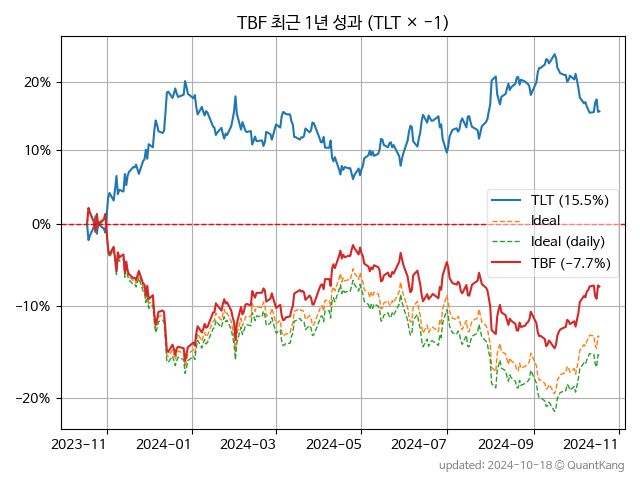 TBF 최근 1년 성과 (TLT × −1)
20%
10%
0%
−10%
−20%
TLT (15.5%)
Ideal
Ideal (daily)
TBF (−7.7%)
2023-11
2024-01
2024-03
2024-05
2024-07
2024-09
2024-11
updated: 2024-10-18 © QuantKang